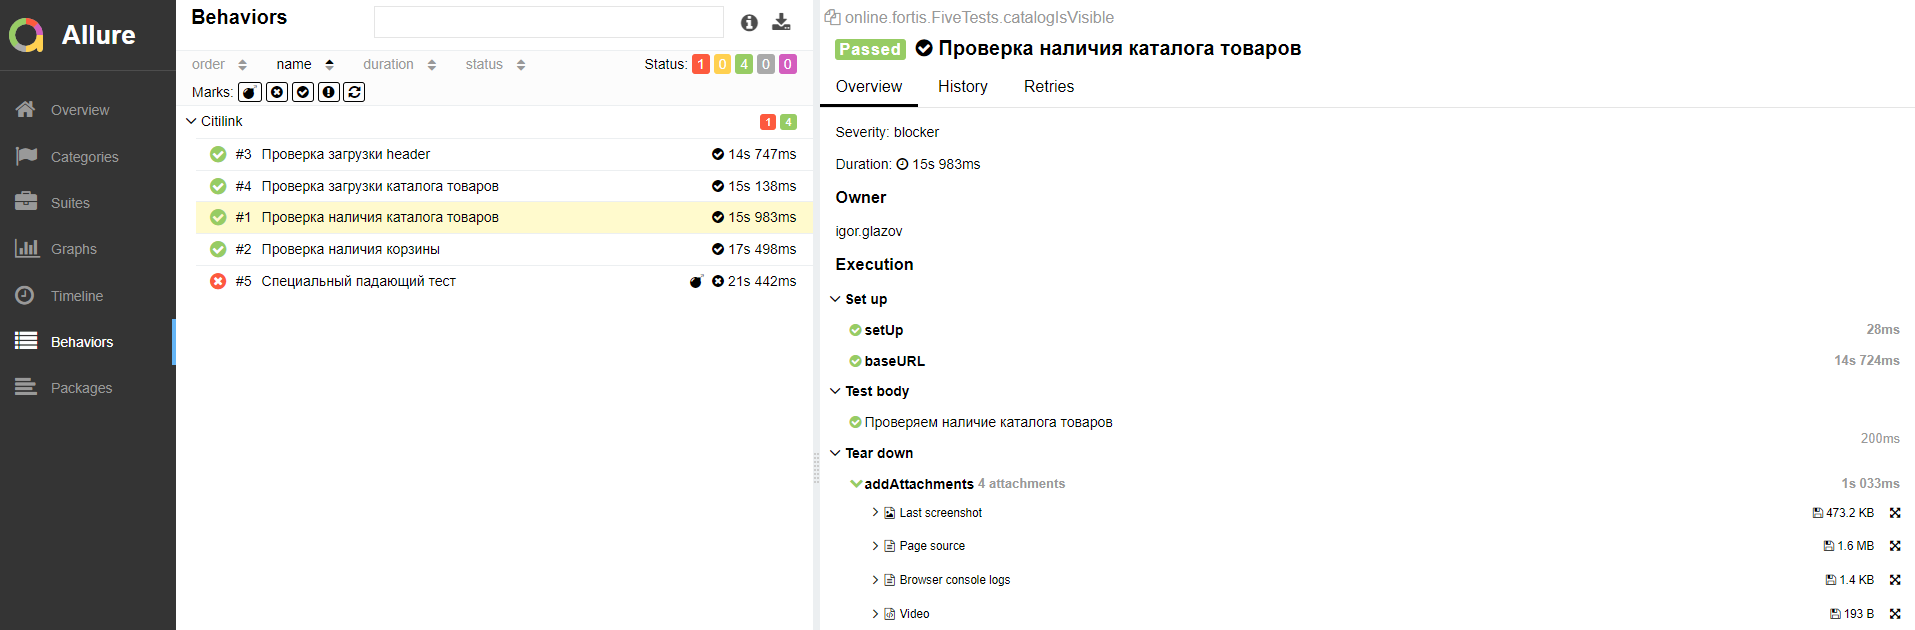 Allure
Overview
Categories
Suites
Graphs
Timeline
Behaviors
Packages
Behaviors
order name duration status Status: 1 0 4 0 0
Marks:
Citilink 1 4
#3 Проверка загрузки header 14s 747ms
#4 Проверка загрузки каталога товаров 15s 138ms
#1 Проверка наличия каталога товаров 15s 983ms
#2 Проверка наличия корзины 17s 498ms
#5 Специальный падающий тест 21s 442ms
online.fortis.FiveTests.catalogIsVisible
Passed Проверка наличия каталога товаров
Overview History Retries
Severity: blocker
Duration: 15s 983ms
Owner
igor.glazov
Execution
Set up
setUp 28ms
baseURL 14s 724ms
Test body
Проверяем наличие каталога товаров
200ms
Tear down
addAttachments 4 attachments 1s 033ms
Last screenshot 473.2 KB
Page source 1.6 MB
Browser console logs 1.4 KB
Video 193 B